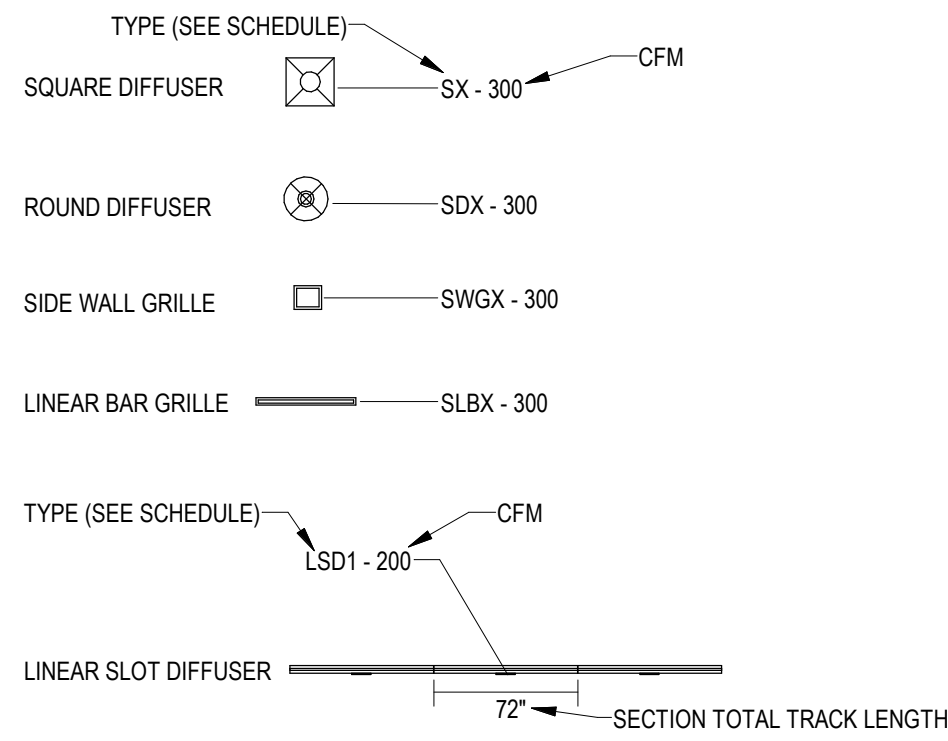 TYPE (SEE SCHEDULE)
CFM
SQUARE DIFFUSER
SX - 300
ROUND DIFFUSER
SDX - 300
SIDE WALL GRILLE
SWGX - 300
LINEAR BAR GRILLE
SLBX - 300
TYPE (SEE SCHEDULE)
CFM
LSD1 - 200
LINEAR SLOT DIFFUSER
72"
SECTION TOTAL TRACK LENGTH